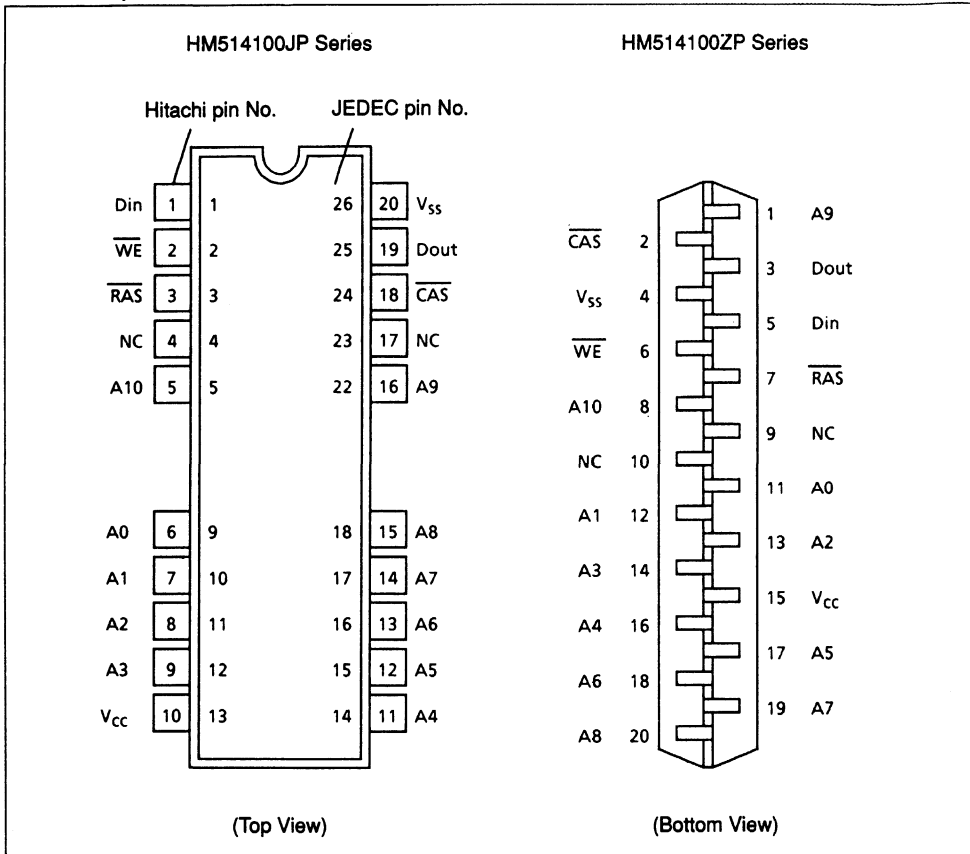 HM514100JP Series
Hitachi pin No. JEDEC pin No.
Din 1 1 26 20 VSS
WE 2 2 25 19 Dout
RAS 3 3 24 18 CAS
NC 4 4 23 17 NC
A10 5 5 22 16 A9
A0 6 9 18 15 A8
A1 7 10 17 14 A7
A2 8 11 16 13 A6
A3 9 12 15 12 A5
VCC 10 13 14 11 A4
(Top View)
HM514100ZP Series
1 A9
CAS 2
3 Dout
VSS 4
5 Din
WE 6
7 RAS
A10 8
9 NC
NC 10
11 A0
A1 12
13 A2
A3 14
15 VCC
A4 16
17 A5
A6 18
19 A7
A8 20
(Bottom View)